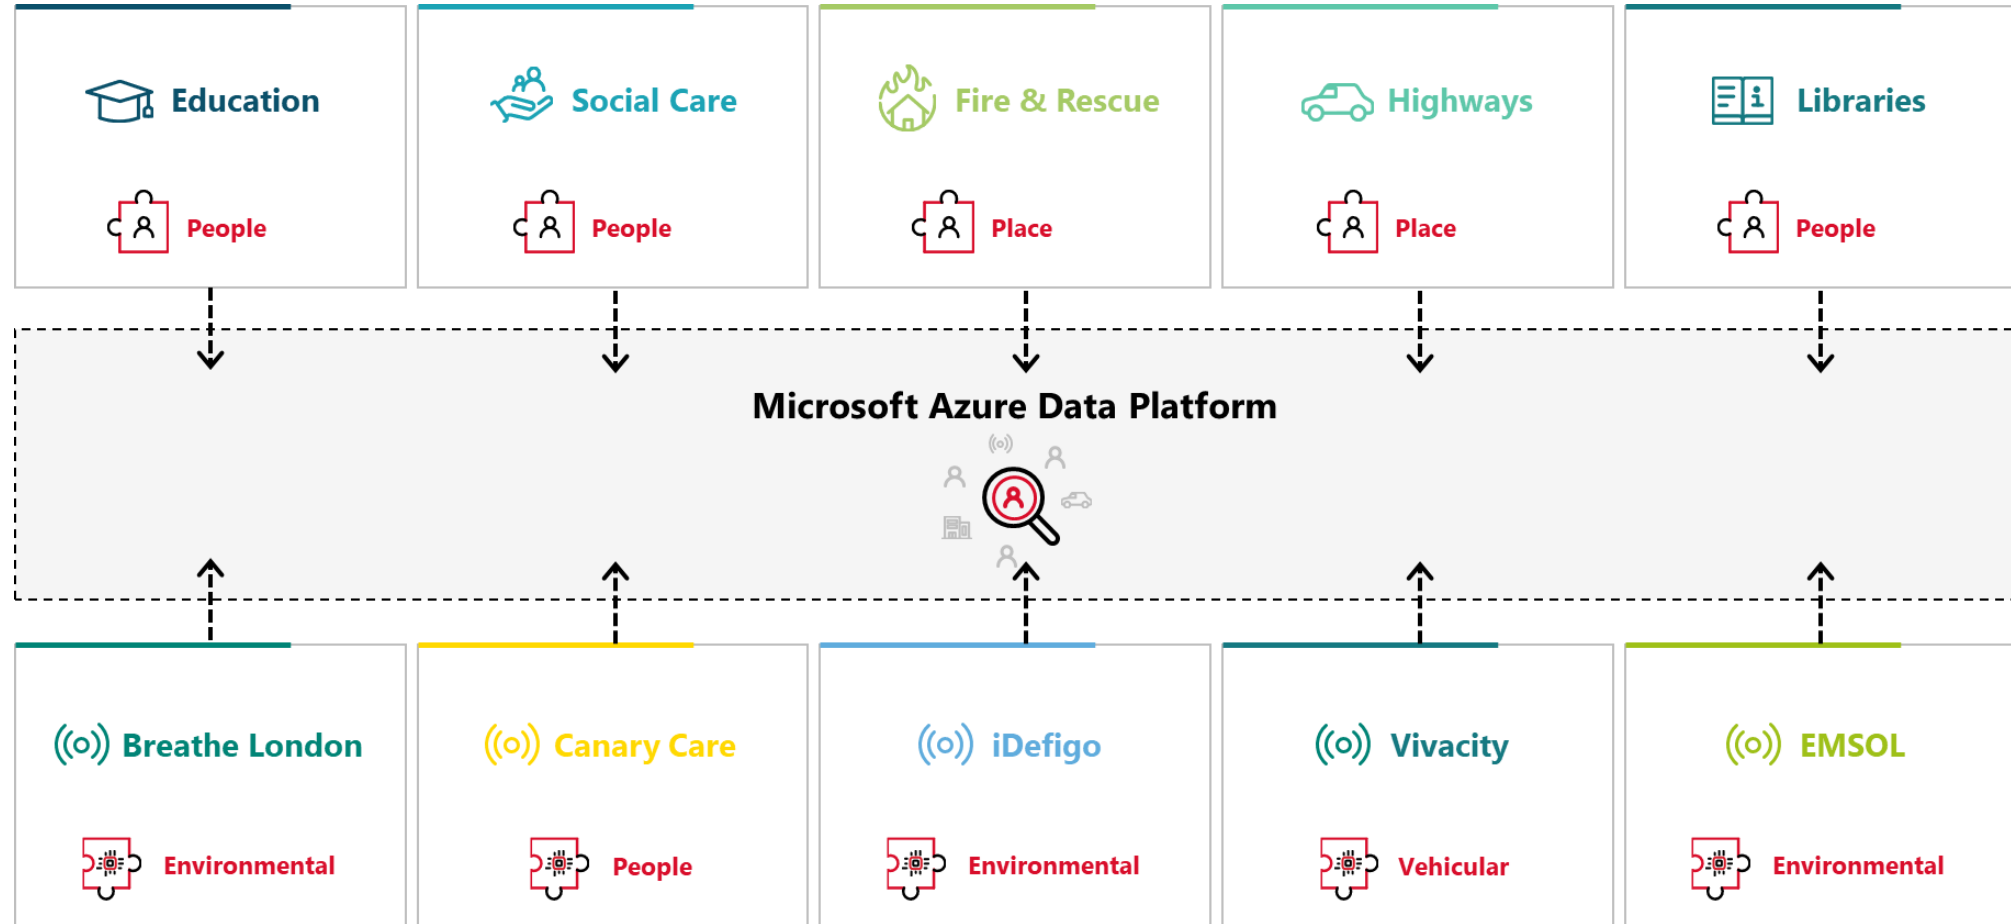 Education
Social Care
Fire & Rescue
Highways
Libraries
People
People
Place
Place
People
Microsoft Azure Data Platform
Breathe London
Canary Care
iDefigo
Vivacity
EMSOL
Environmental
People
Environmental
Vehicular
Environmental